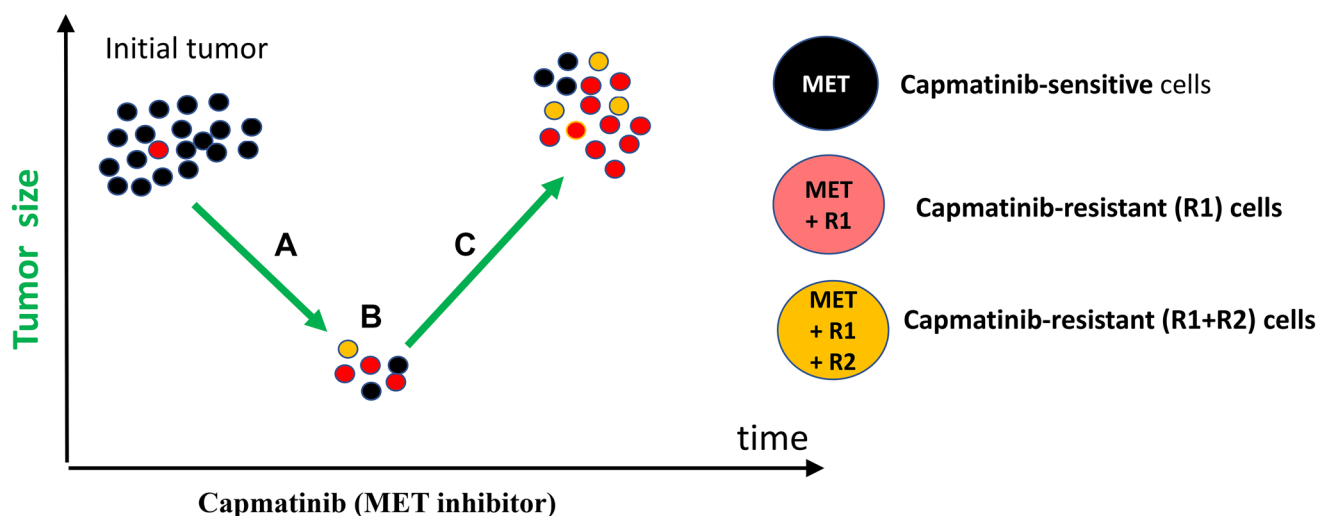 Initial tumor
Tumor size
A
B
C
time
Capmatinib (MET inhibitor)
MET
Capmatinib-sensitive cells
MET
+ R1
Capmatinib-resistant (R1) cells
MET
+ R1
+ R2
Capmatinib-resistant (R1+R2) cells